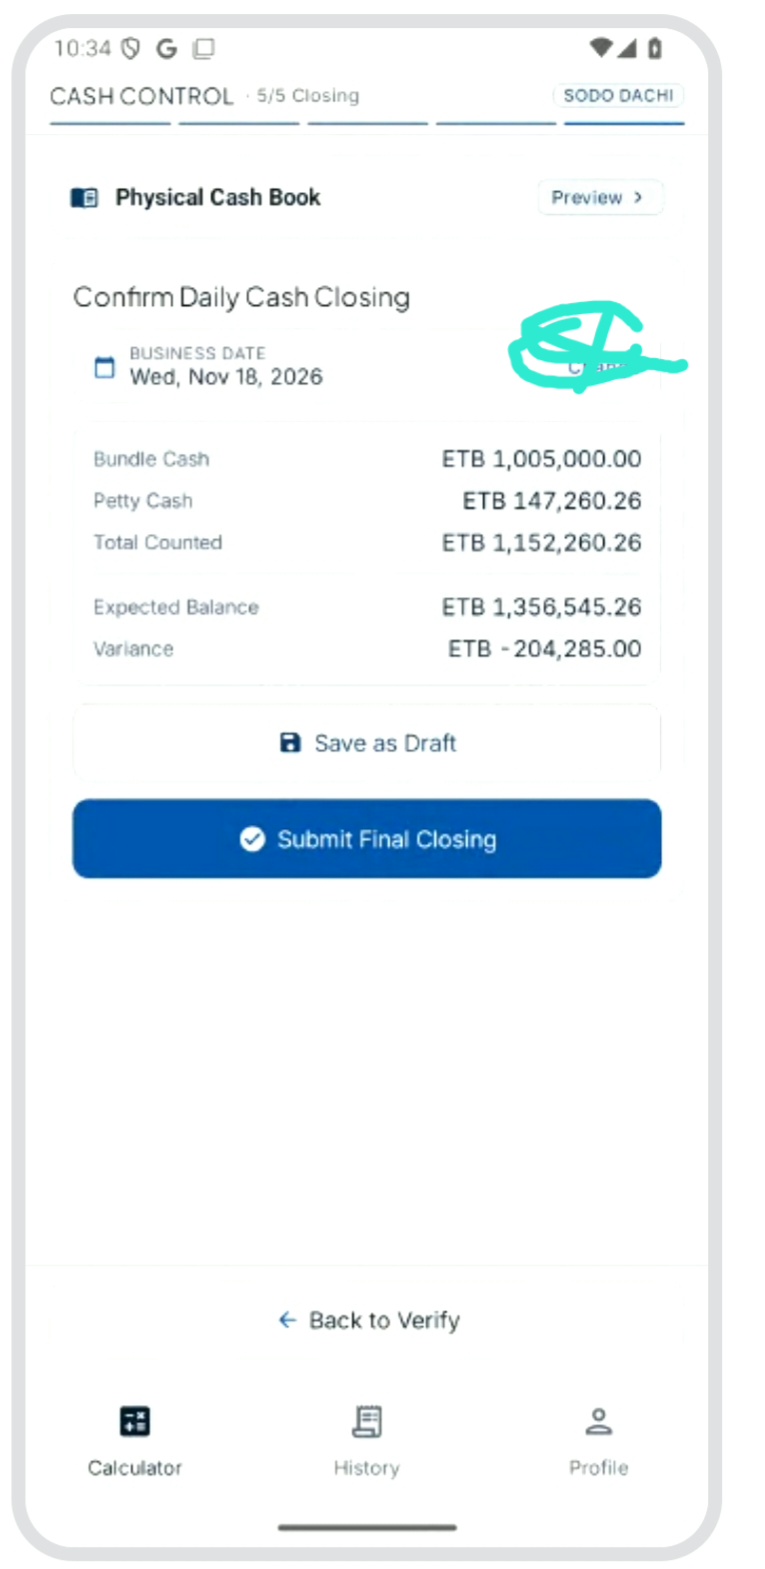 10:34
CASH CONTROL · 5/5 Closing
SODO DACHI
Physical Cash Book
Preview >
Confirm Daily Cash Closing
BUSINESS DATE
Wed, Nov 18, 2026
Bundle Cash ETB 1,005,000.00
Petty Cash ETB 147,260.26
Total Counted ETB 1,152,260.26
Expected Balance ETB 1,356,545.26
Variance ETB -204,285.00
Save as Draft
Submit Final Closing
← Back to Verify
Calculator History Profile